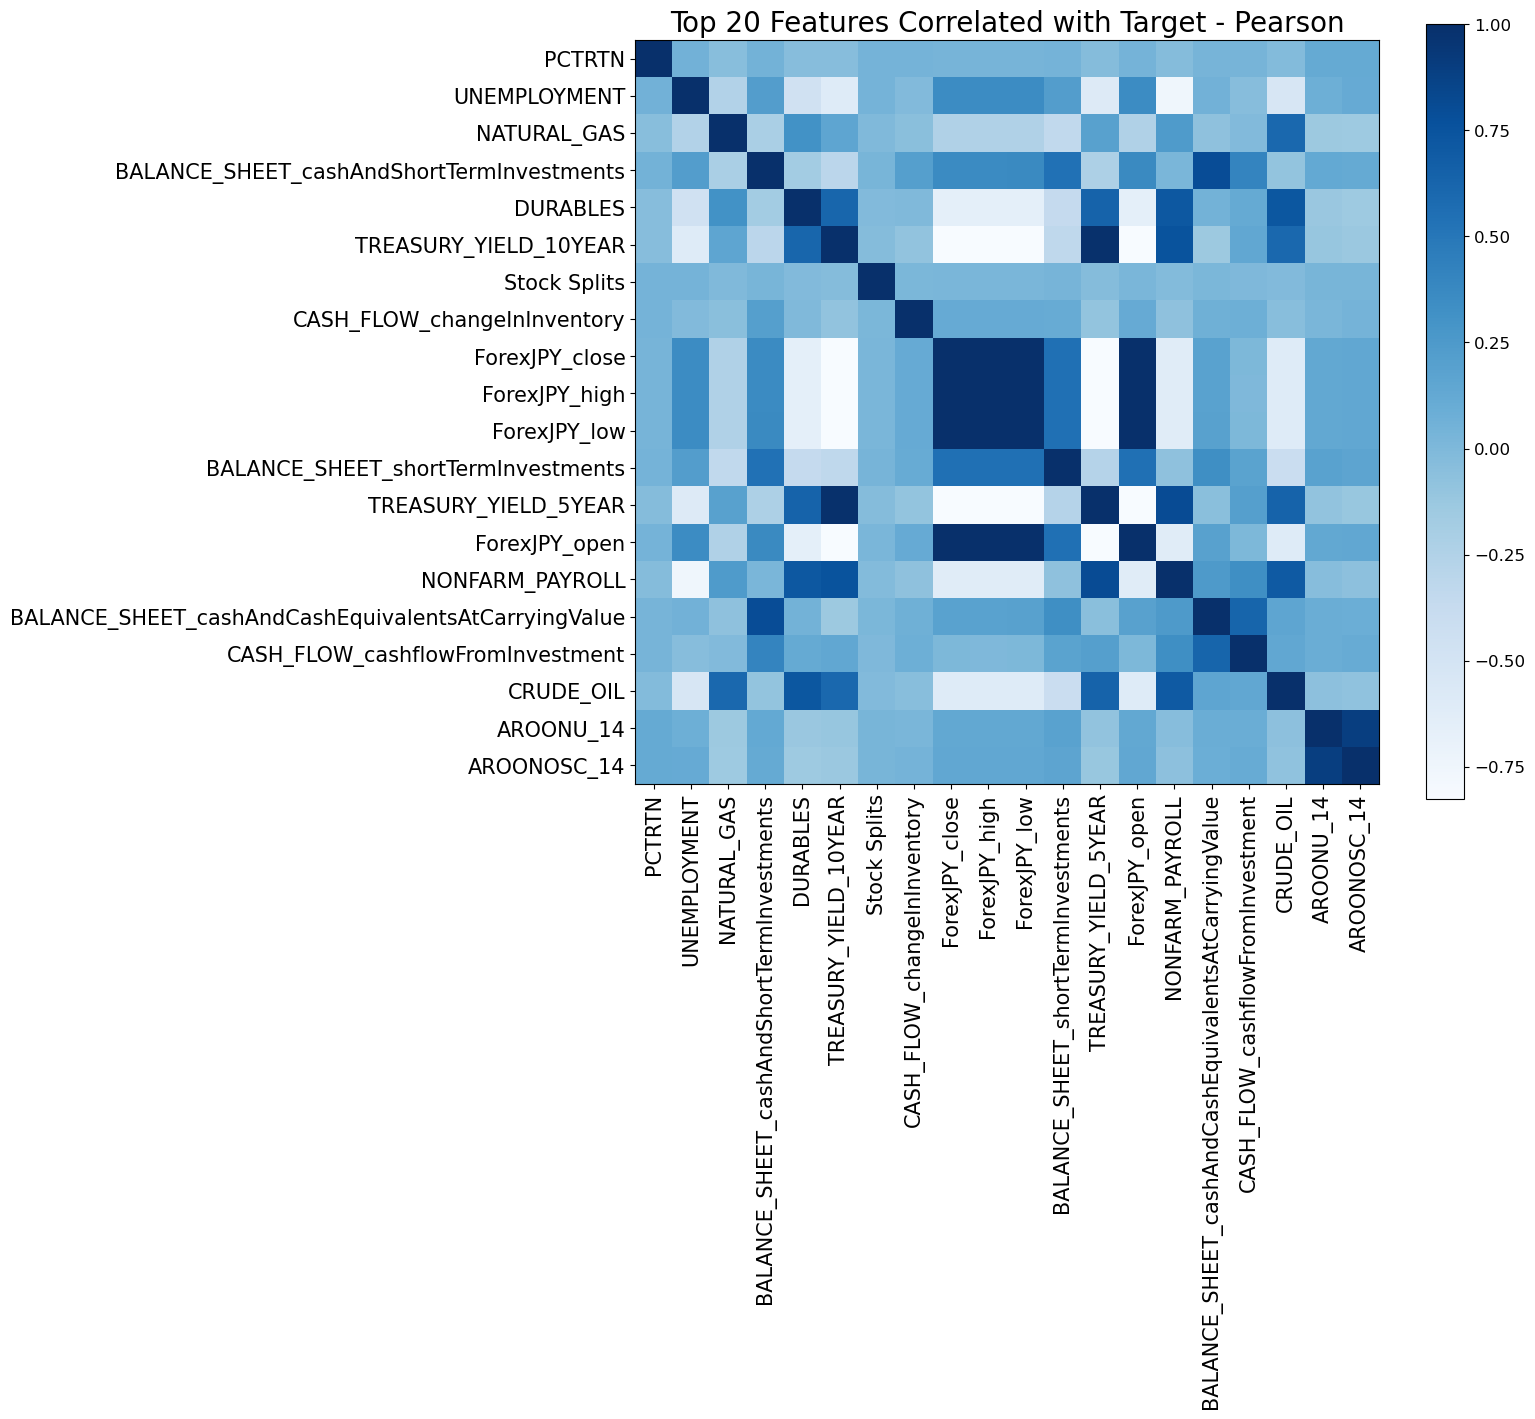 Top 20 Features Correlated with Target - Pearson
PCTRTN
UNEMPLOYMENT
NATURAL_GAS
BALANCE_SHEET_cashAndShortTermInvestments
DURABLES
TREASURY_YIELD_10YEAR
Stock Splits
CASH_FLOW_changeInInventory
ForexJPY_close
ForexJPY_high
ForexJPY_low
BALANCE_SHEET_shortTermInvestments
TREASURY_YIELD_5YEAR
ForexJPY_open
NONFARM_PAYROLL
BALANCE_SHEET_cashAndCashEquivalentsAtCarryingValue
CASH_FLOW_cashflowFromInvestment
CRUDE_OIL
AROONU_14
AROONOSC_14
PCTRTN
UNEMPLOYMENT
NATURAL_GAS
BALANCE_SHEET_cashAndShortTermInvestments
DURABLES
TREASURY_YIELD_10YEAR
Stock Splits
CASH_FLOW_changeInInventory
ForexJPY_close
ForexJPY_high
ForexJPY_low
BALANCE_SHEET_shortTermInvestments
TREASURY_YIELD_5YEAR
ForexJPY_open
NONFARM_PAYROLL
BALANCE_SHEET_cashAndCashEquivalentsAtCarryingValue
CASH_FLOW_cashflowFromInvestment
CRUDE_OIL
AROONU_14
AROONOSC_14
1.00
0.75
0.50
0.25
0.00
−0.25
−0.50
−0.75